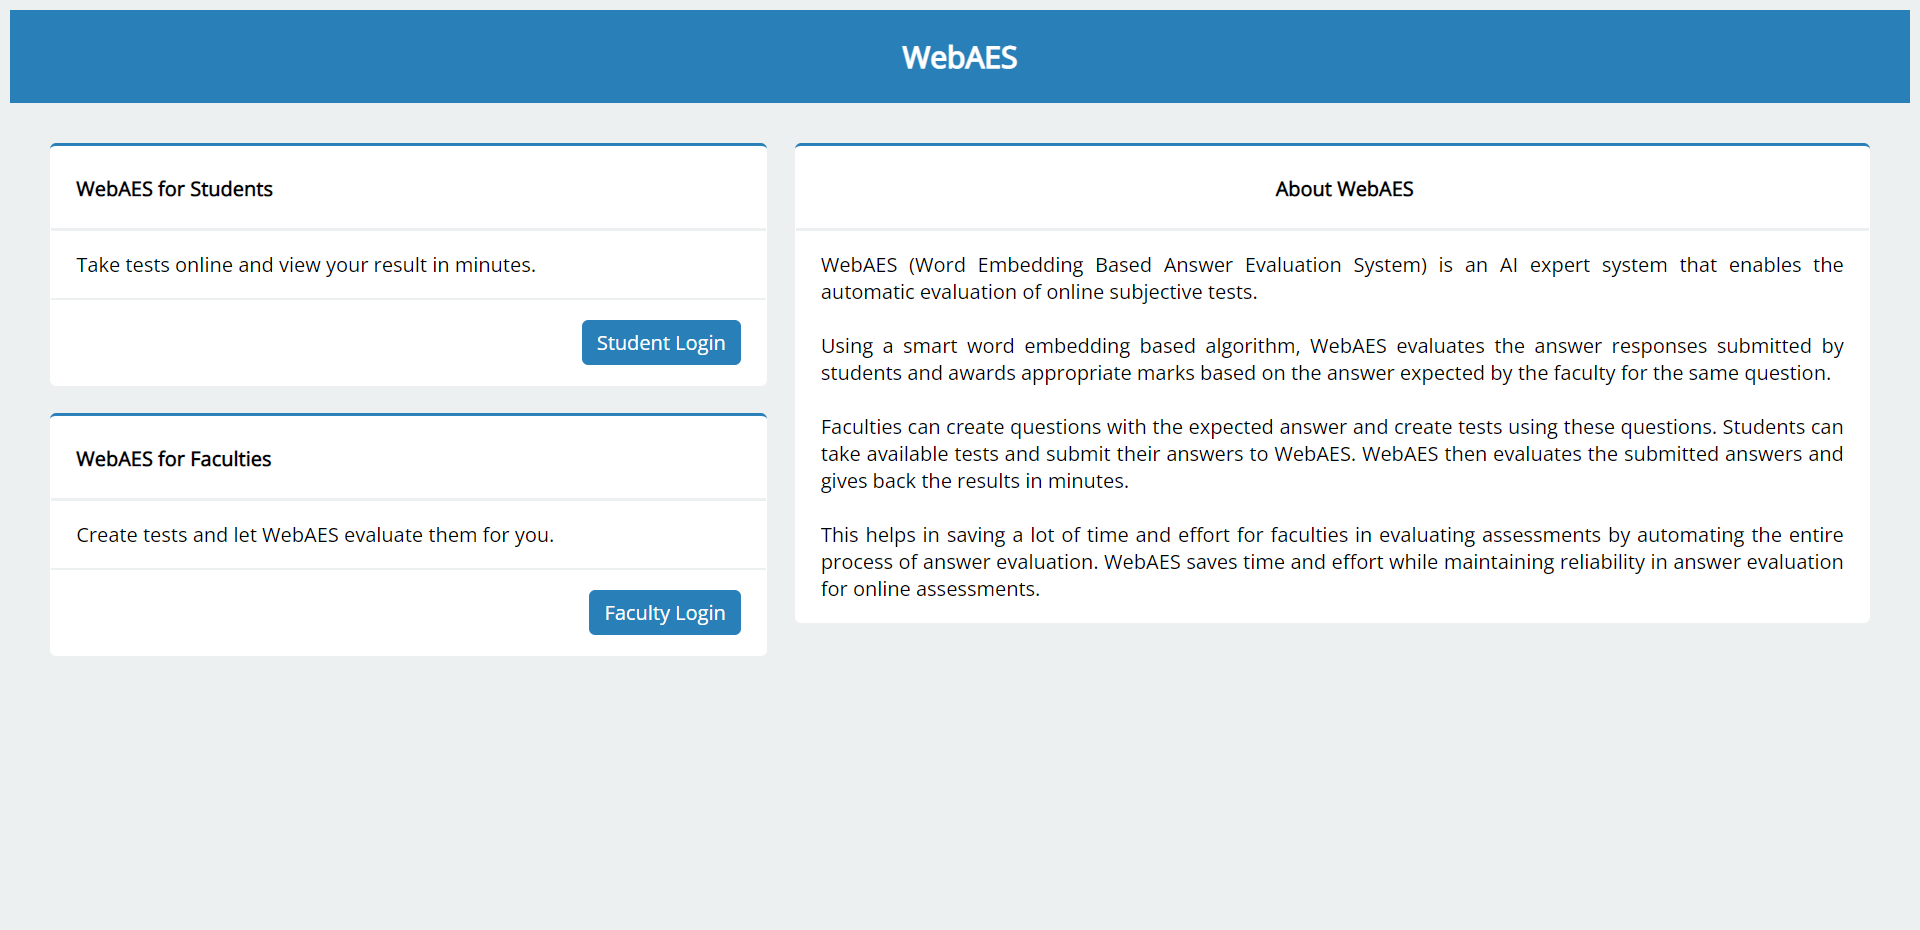 WebAES
WebAES for Students
Take tests online and view your result in minutes.
Student Login
WebAES for Faculties
Create tests and let WebAES evaluate them for you.
Faculty Login
About WebAES
WebAES (Word Embedding Based Answer Evaluation System) is an AI expert system that enables the
automatic evaluation of online subjective tests.
Using a smart word embedding based algorithm, WebAES evaluates the answer responses submitted by
students and awards appropriate marks based on the answer expected by the faculty for the same question.
Faculties can create questions with the expected answer and create tests using these questions. Students can
take available tests and submit their answers to WebAES. WebAES then evaluates the submitted answers and
gives back the results in minutes.
This helps in saving a lot of time and effort for faculties in evaluating assessments by automating the entire
process of answer evaluation. WebAES saves time and effort while maintaining reliability in answer evaluation
for online assessments.